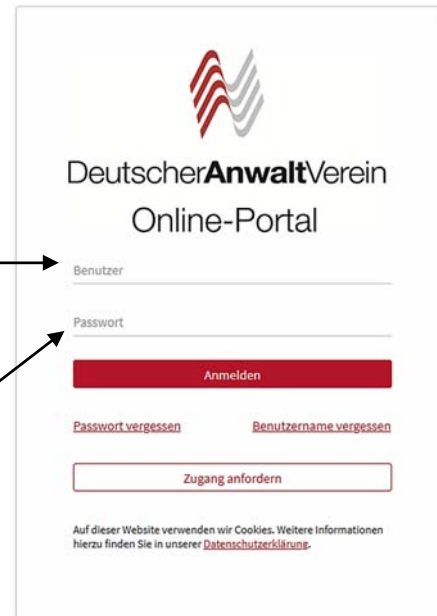 DeutscherAnwaltVerein
Online-Portal
Benutzer
Passwort
Anmelden
Passwort vergessen Benutzername vergessen
Zugang anfordern
Auf dieser Website verwenden wir Cookies. Weitere Informationen
hierzu finden Sie in unserer Datenschutzerklärung.